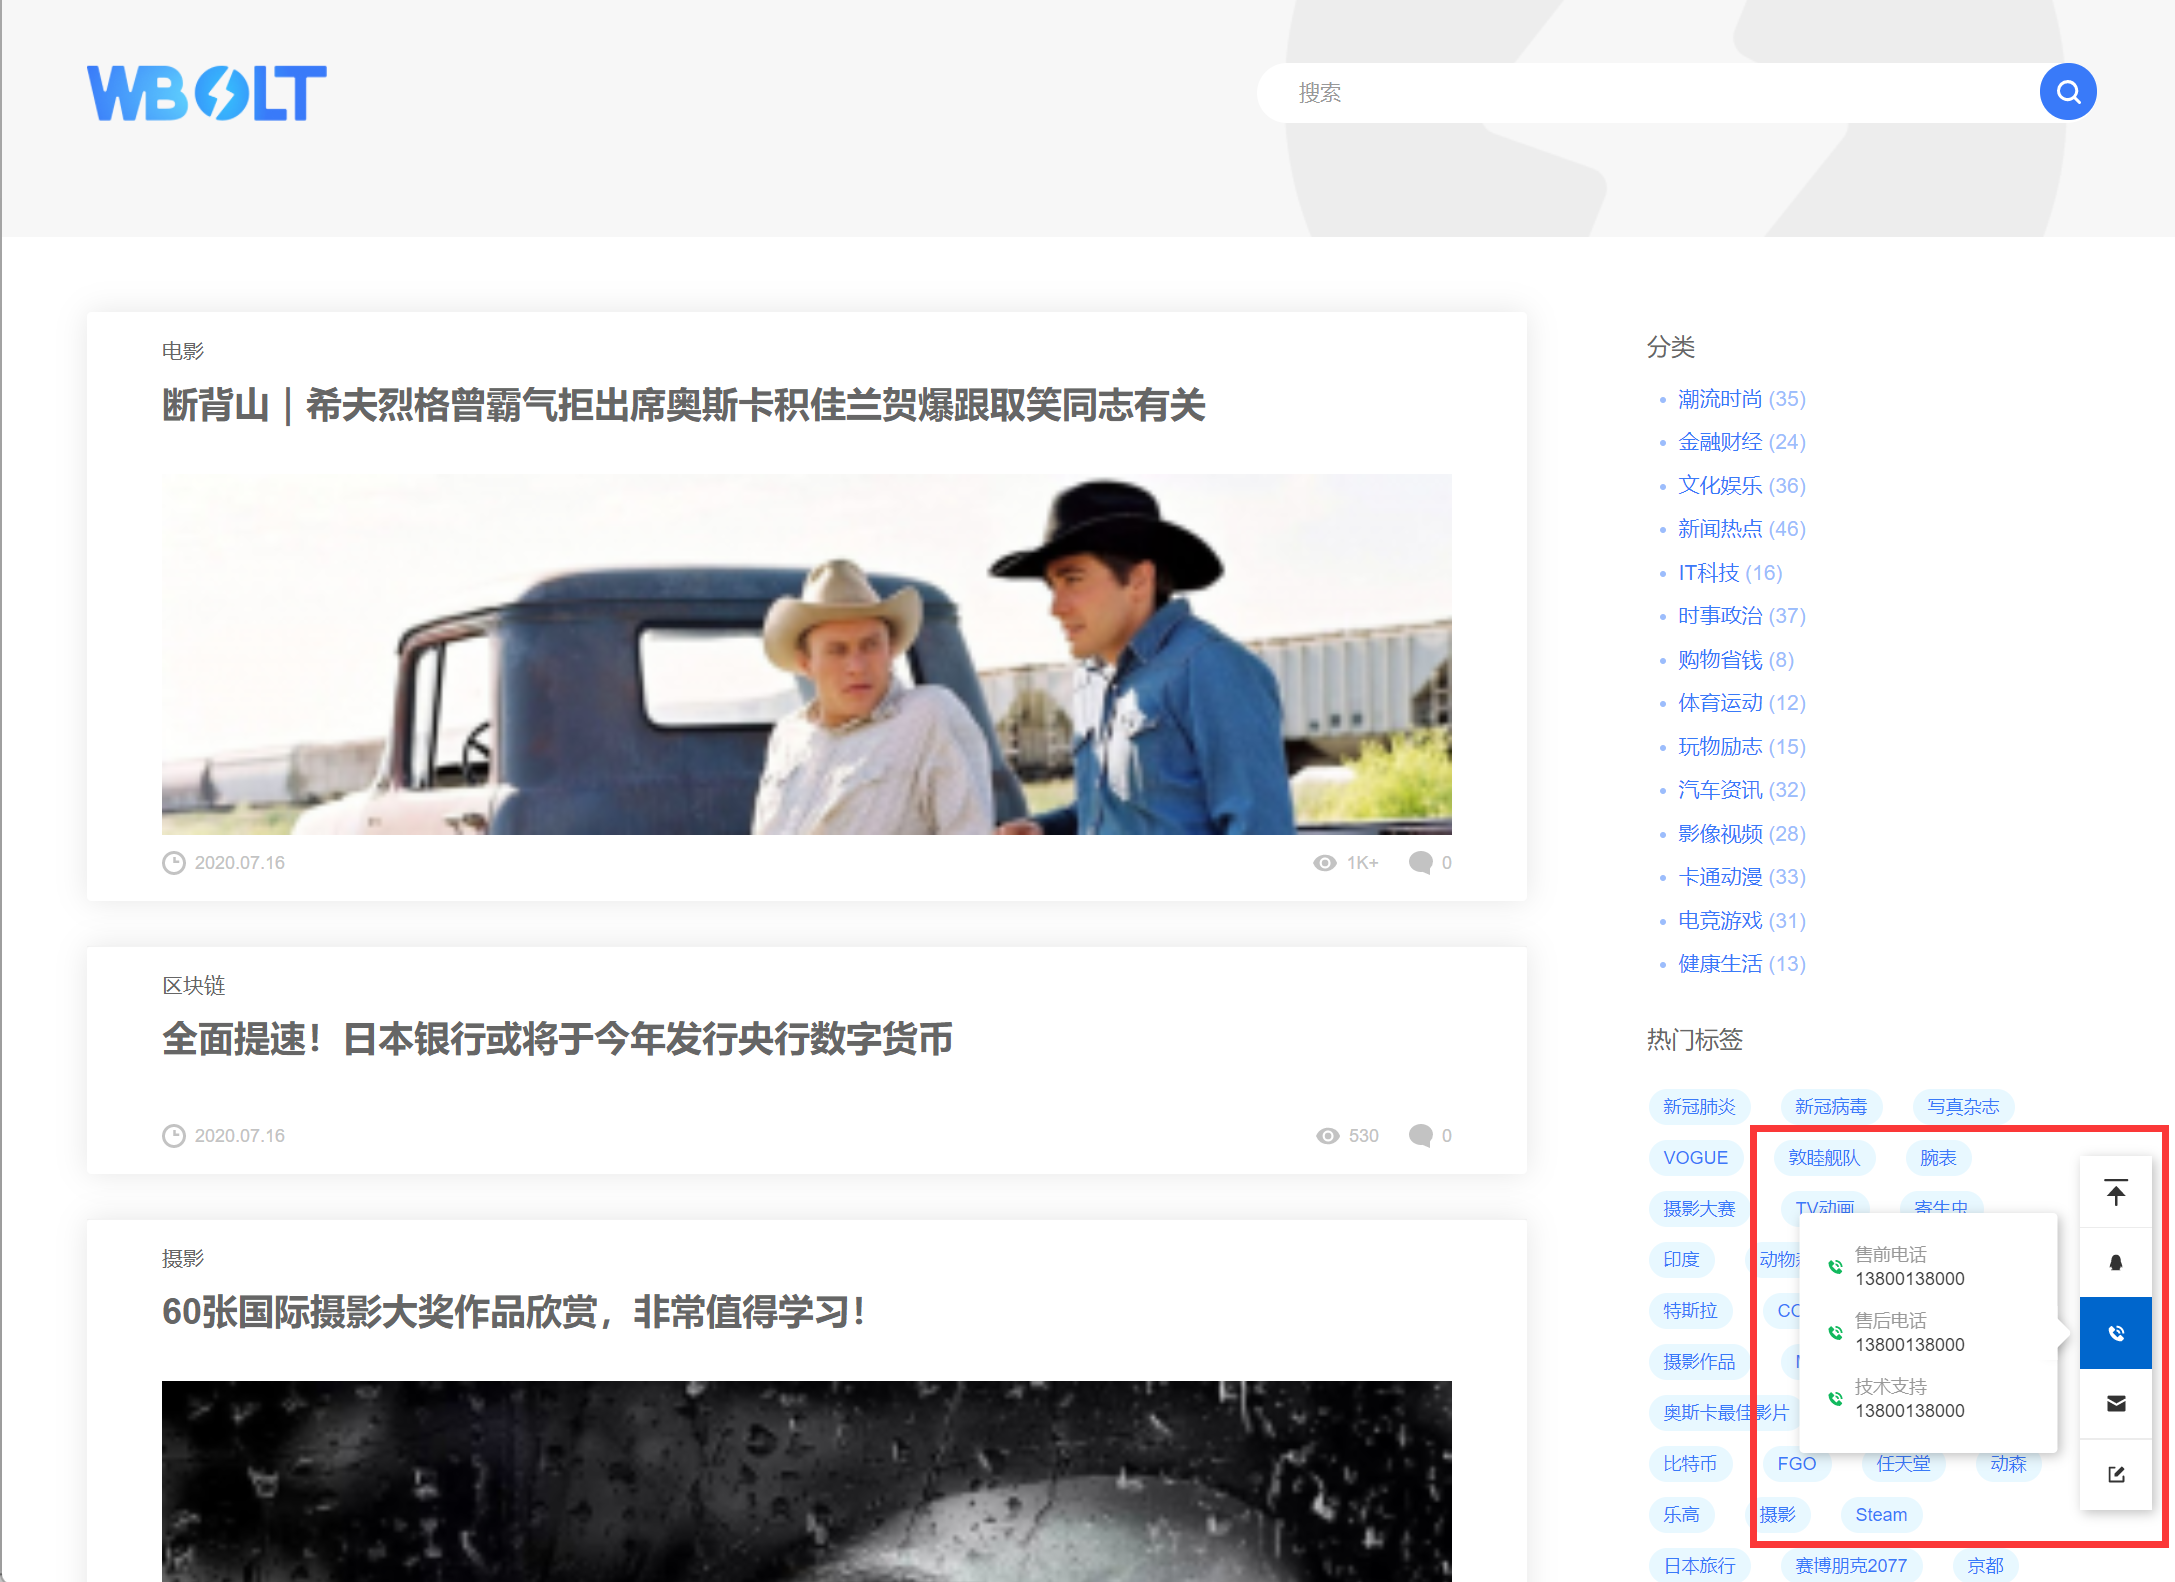 WBOLT
搜索
电影
断背山｜希夫烈格曾霸气拒出席奥斯卡积佳兰贺爆跟取笑同志有关
2020.07.16
1K+
0
区块链
全面提速！日本银行或将于今年发行央行数字货币
2020.07.16
530
0
摄影
60张国际摄影大奖作品欣赏，非常值得学习！
分类
潮流时尚 (35)
金融财经 (24)
文化娱乐 (36)
新闻热点 (46)
IT科技 (16)
时事政治 (37)
购物省钱 (8)
体育运动 (12)
玩物励志 (15)
汽车资讯 (32)
影像视频 (28)
卡通动漫 (33)
电竞游戏 (31)
健康生活 (13)
热门标签
新冠肺炎 新冠病毒 写真杂志
VOGUE 敦睦舰队 腕表
摄影大赛 TV动画 寄生虫
印度 动物
特斯拉
摄影作品
奥斯卡最佳影片
比特币 FGO 任天堂 动森
乐高 摄影 Steam
日本旅行 赛博朋克2077 京都
售前电话
13800138000
售后电话
13800138000
技术支持
13800138000